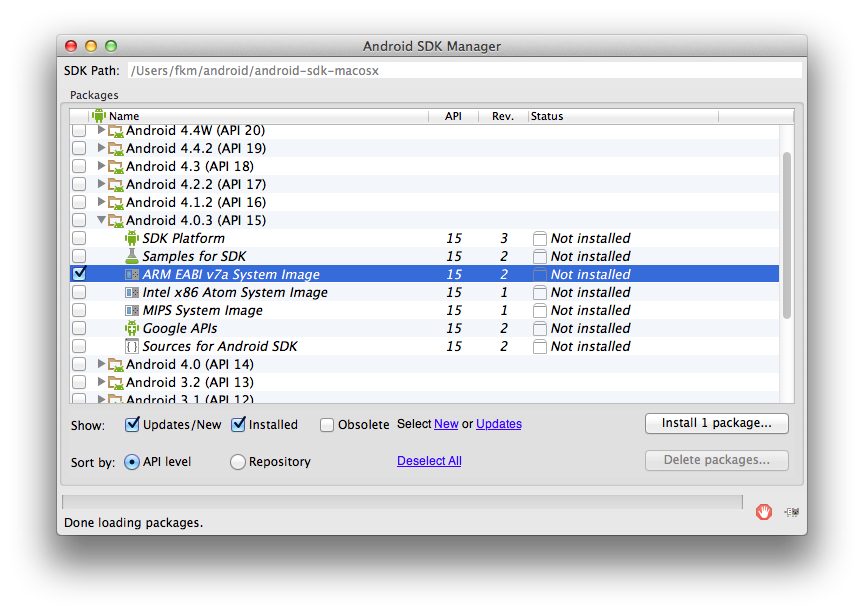 Android SDK Manager
SDK Path: /Users/fkm/android/android-sdk-macosx
Packages
Name API Rev. Status
Android 4.4W (API 20)
Android 4.4.2 (API 19)
Android 4.3 (API 18)
Android 4.2.2 (API 17)
Android 4.1.2 (API 16)
Android 4.0.3 (API 15)
SDK Platform 15 3 Not installed
Samples for SDK 15 2 Not installed
ARM EABI v7a System Image 15 2 Not installed
Intel x86 Atom System Image 15 1 Not installed
MIPS System Image 15 1 Not installed
Google APIs 15 2 Not installed
Sources for Android SDK 15 2 Not installed
Android 4.0 (API 14)
Android 3.2 (API 13)
Android 3.1 (API 12)
Show: Updates/New Installed Obsolete Select New or Updates Install 1 package...
Sort by: API level Repository Deselect All Delete packages...
Done loading packages.